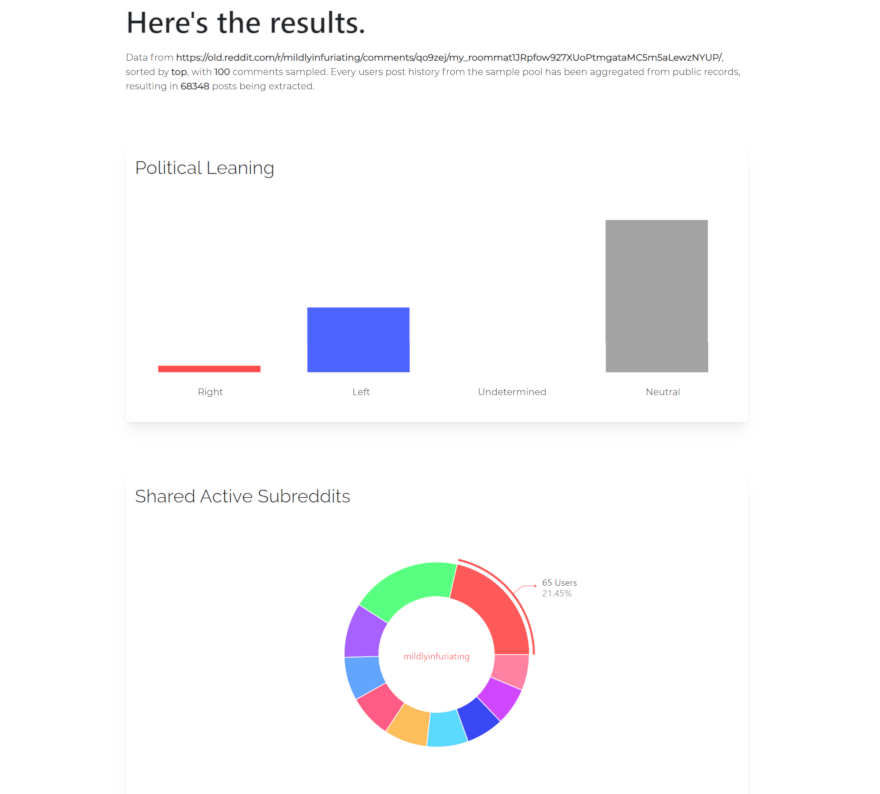 Here's the results.
Data from https://old.reddit.com/r/mildlyinfuriating/comments/qo9zej/my_roommat1JRpfow927XUoPtmgataMC5m5aLewzNYUP/,
sorted by top, with 100 comments sampled. Every users post history from the sample pool has been aggregated from public records,
resulting in 68348 posts being extracted.
Political Leaning
Right Left Undetermined Neutral
Shared Active Subreddits
65 Users
21.45%
mildlyinfuriating